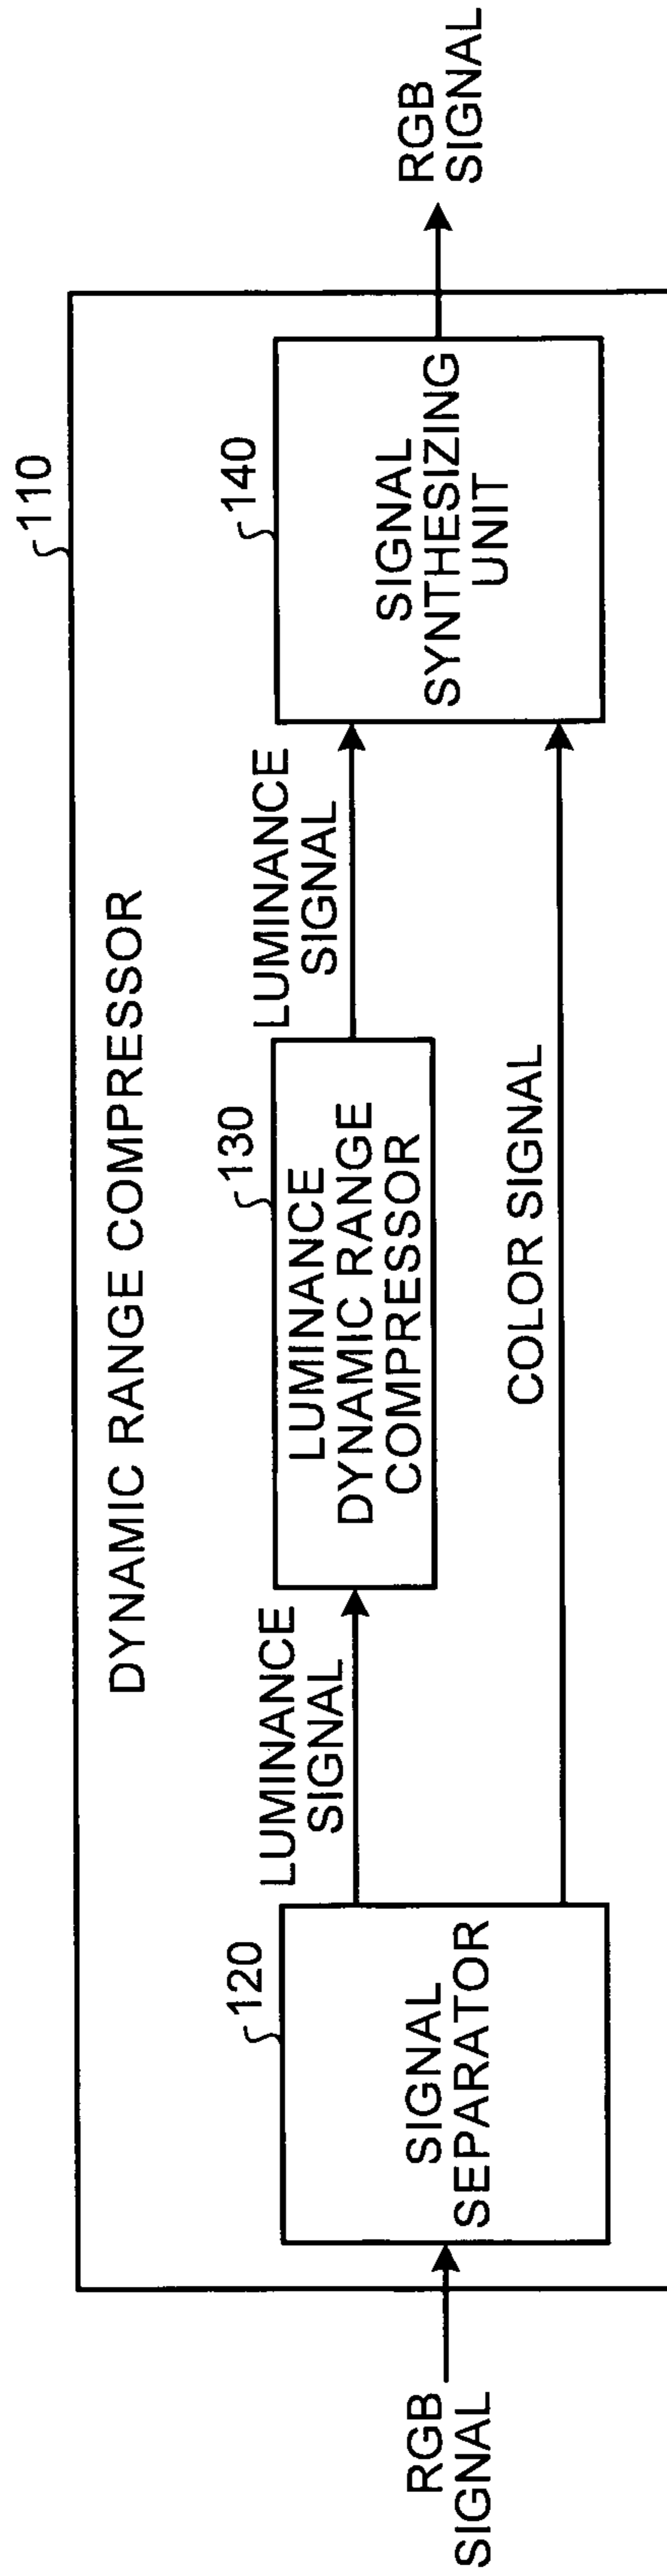 110
DYNAMIC RANGE COMPRESSOR
RGB
SIGNAL
120
SIGNAL
SEPARATOR
LUMINANCE
SIGNAL
130
LUMINANCE
DYNAMIC RANGE
COMPRESSOR
LUMINANCE
SIGNAL
COLOR SIGNAL
140
SIGNAL
SYNTHESIZING
UNIT
RGB
SIGNAL